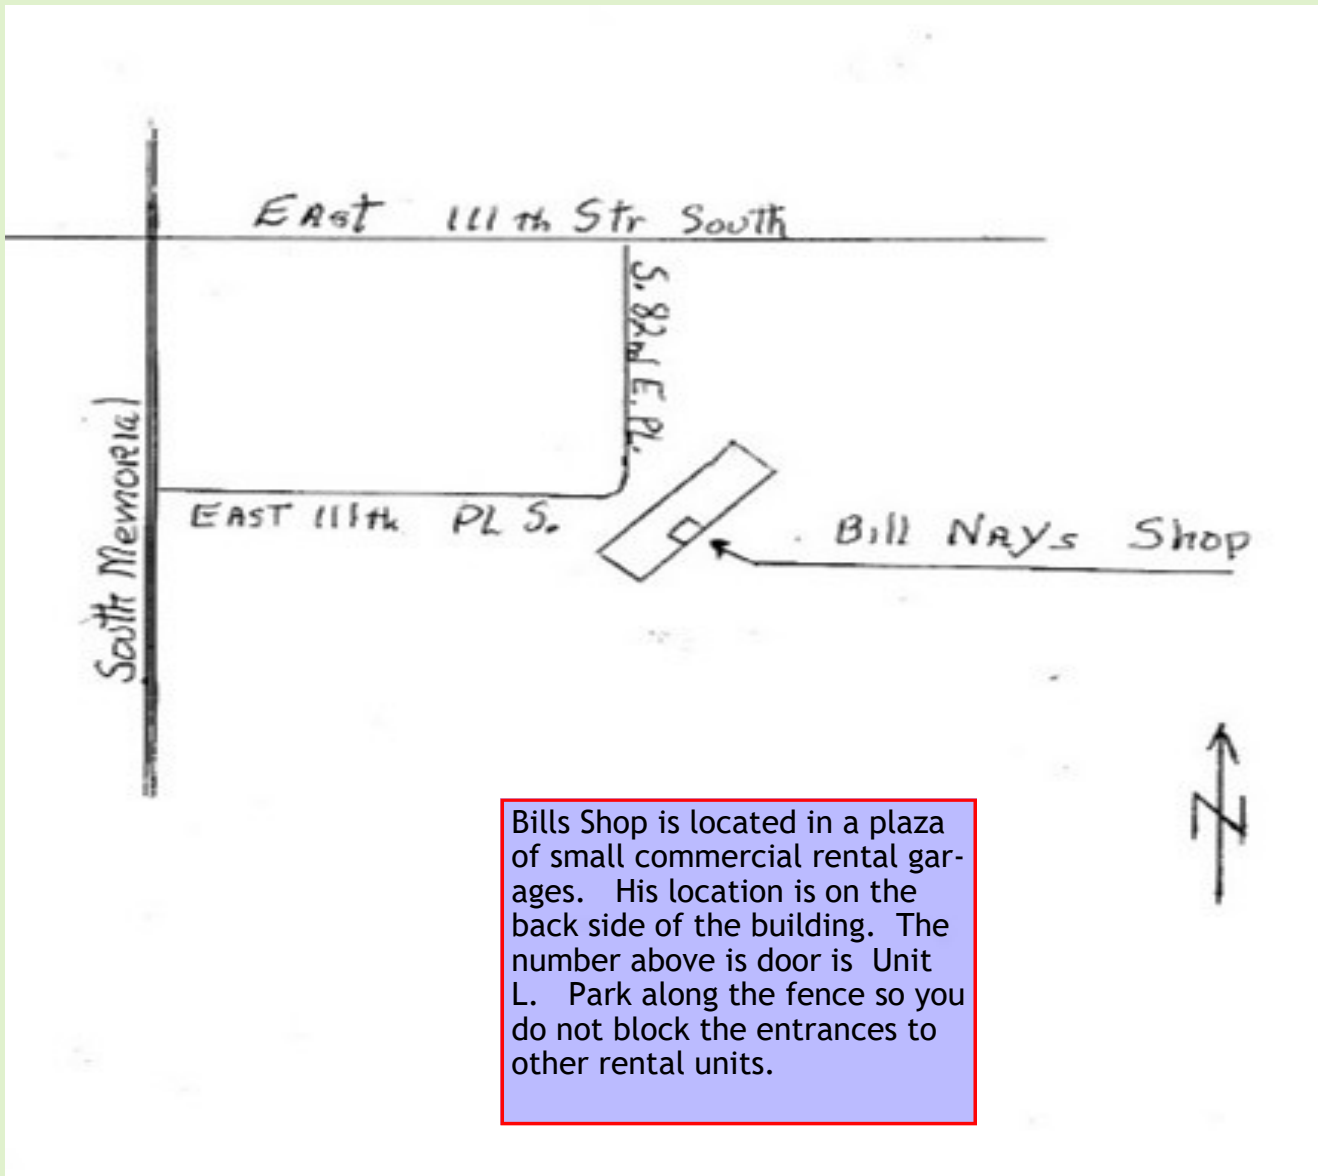 East 111th Str South
S. 82nd E. PL.
South Memorial
East 111th PL S.
Bill Nays Shop
N
Bills Shop is located in a plaza
of small commercial rental gar-
ages. His location is on the
back side of the building. The
number above is door is Unit
L. Park along the fence so you
do not block the entrances to
other rental units.